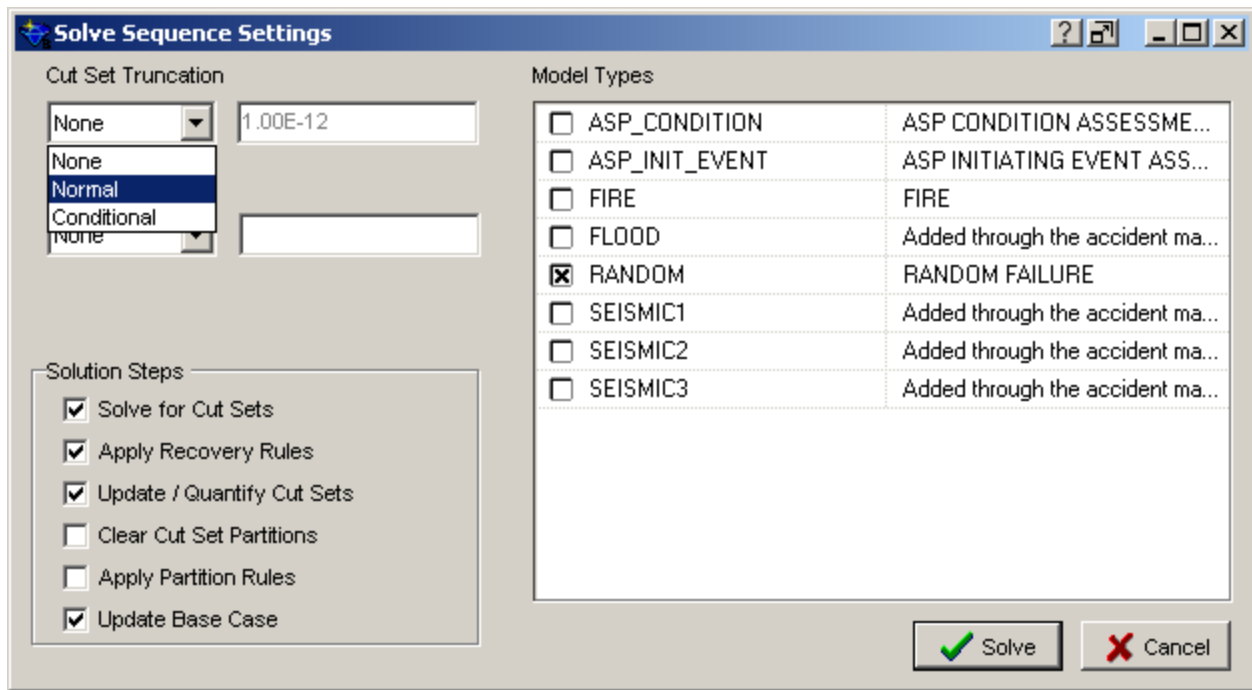 Solve Sequence Settings
Cut Set Truncation
None
1.00E-12
None
Normal
Conditional
None
Solution Steps
Solve for Cut Sets
Apply Recovery Rules
Update / Quantify Cut Sets
Clear Cut Set Partitions
Apply Partition Rules
Update Base Case
Model Types
ASP_CONDITION ASP CONDITION ASSESSME...
ASP_INIT_EVENT ASP INITIATING EVENT ASS...
FIRE FIRE
FLOOD Added through the accident ma...
RANDOM RANDOM FAILURE
SEISMIC1 Added through the accident ma...
SEISMIC2 Added through the accident ma...
SEISMIC3 Added through the accident ma...
Solve Cancel